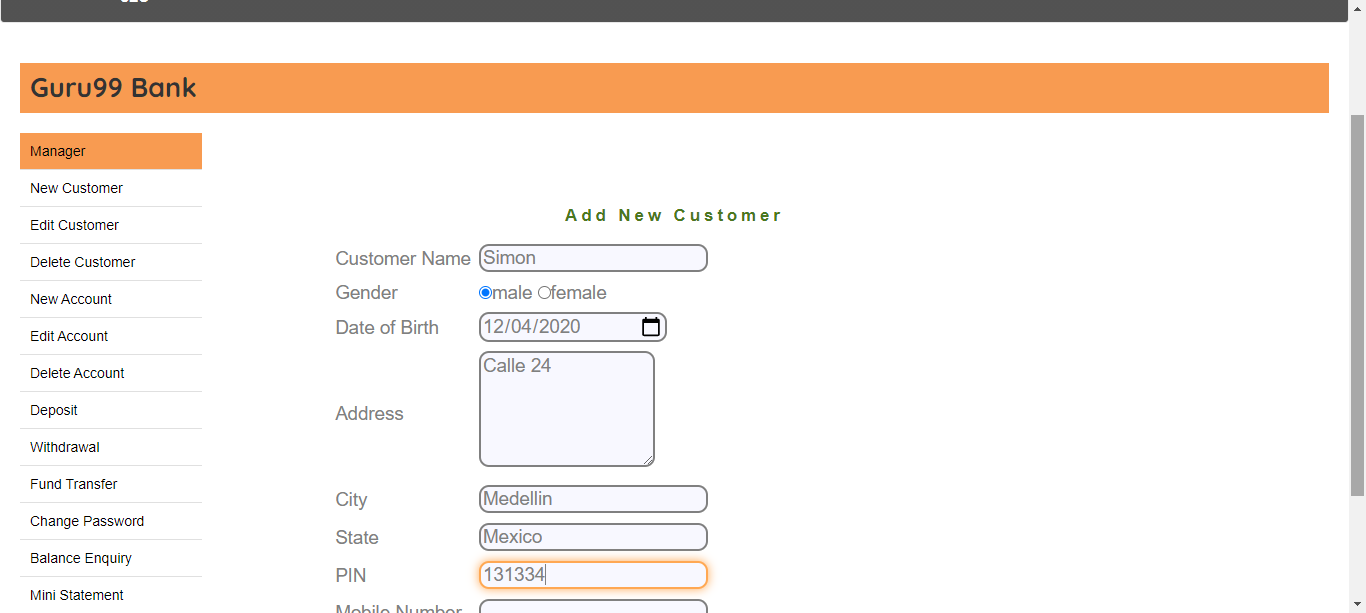 Guru99 Bank
Manager
New Customer
Edit Customer
Delete Customer
New Account
Edit Account
Delete Account
Deposit
Withdrawal
Fund Transfer
Change Password
Balance Enquiry
Mini Statement
Add New Customer
Customer Name Simon
Gender male female
Date of Birth 12/04/2020
Address Calle 24
City Medellin
State Mexico
PIN 131334
Mobile Number